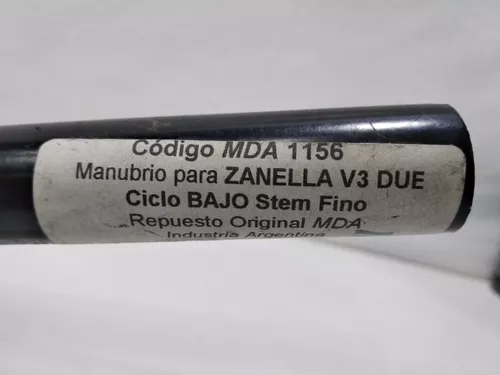 Código MDA 1156
Manubrio para ZANELLA V3 DUE
Ciclo BAJO Stem Fino
Repuesto Original MDA
Industria Argentina